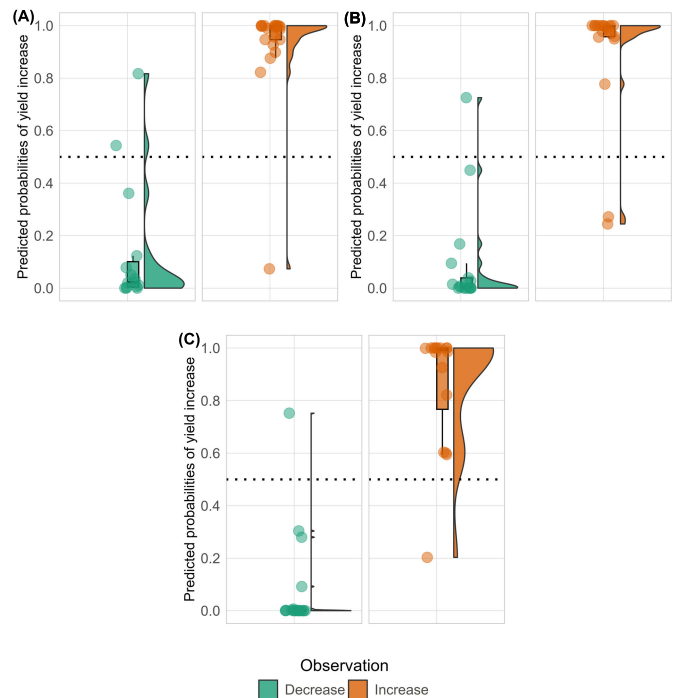 (A)
Predicted probabilities of yield increase
1.0
0.8
0.6
0.4
0.2
0.0
(B)
Predicted probabilities of yield increase
1.0
0.8
0.6
0.4
0.2
0.0
(C)
Predicted probabilities of yield increase
1.0
0.8
0.6
0.4
0.2
0.0
Observation
Decrease Increase